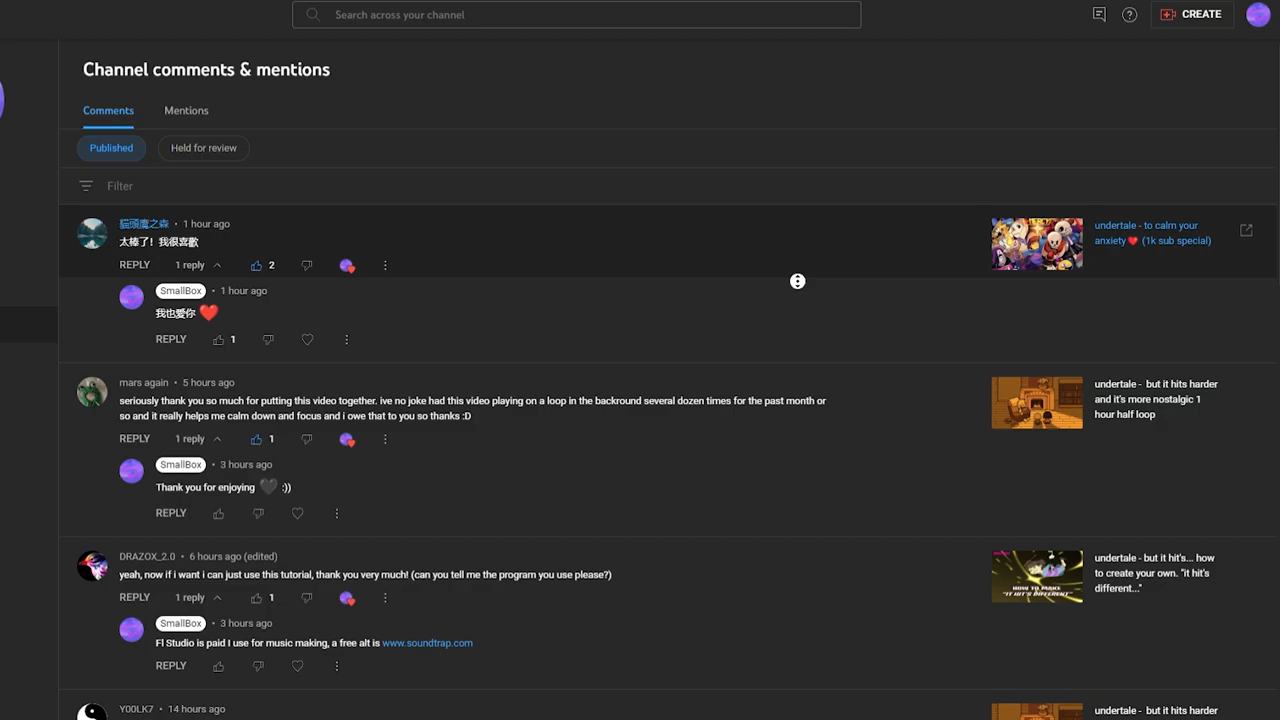 Search across your channel
CREATE
Channel comments & mentions
Comments
Mentions
Published
Held for review
Filter
貓頭鷹之森 • 1 hour ago
太棒了！我很喜歡
REPLY 1 reply 2
undertale - to calm your
anxiety❤️ (1k sub special)
SmallBox • 1 hour ago
我也愛你 ❤️
REPLY 1
mars again • 5 hours ago
seriously thank you so much for putting this video together. ive no joke had this video playing on a loop in the backround several dozen times for the past month or
so and it really helps me calm down and focus and i owe that to you so thanks :D
REPLY 1 reply 1
undertale - but it hits harder
and it's more nostalgic 1
hour half loop
SmallBox • 3 hours ago
Thank you for enjoying 🖤 :))
REPLY
DRAZOX_2.0 • 6 hours ago (edited)
yeah, now if i want i can just use this tutorial, thank you very much! (can you tell me the program you use please?)
REPLY 1 reply 1
HOW TO MAKE
"IT HIT'S DIFFERENT"
undertale - but it hit's... how
to create your own. "it hit's
different..."
SmallBox • 3 hours ago
Fl Studio is paid I use for music making, a free alt is www.soundtrap.com
REPLY
Y00LK7 • 14 hours ago
undertale - but it hits harder